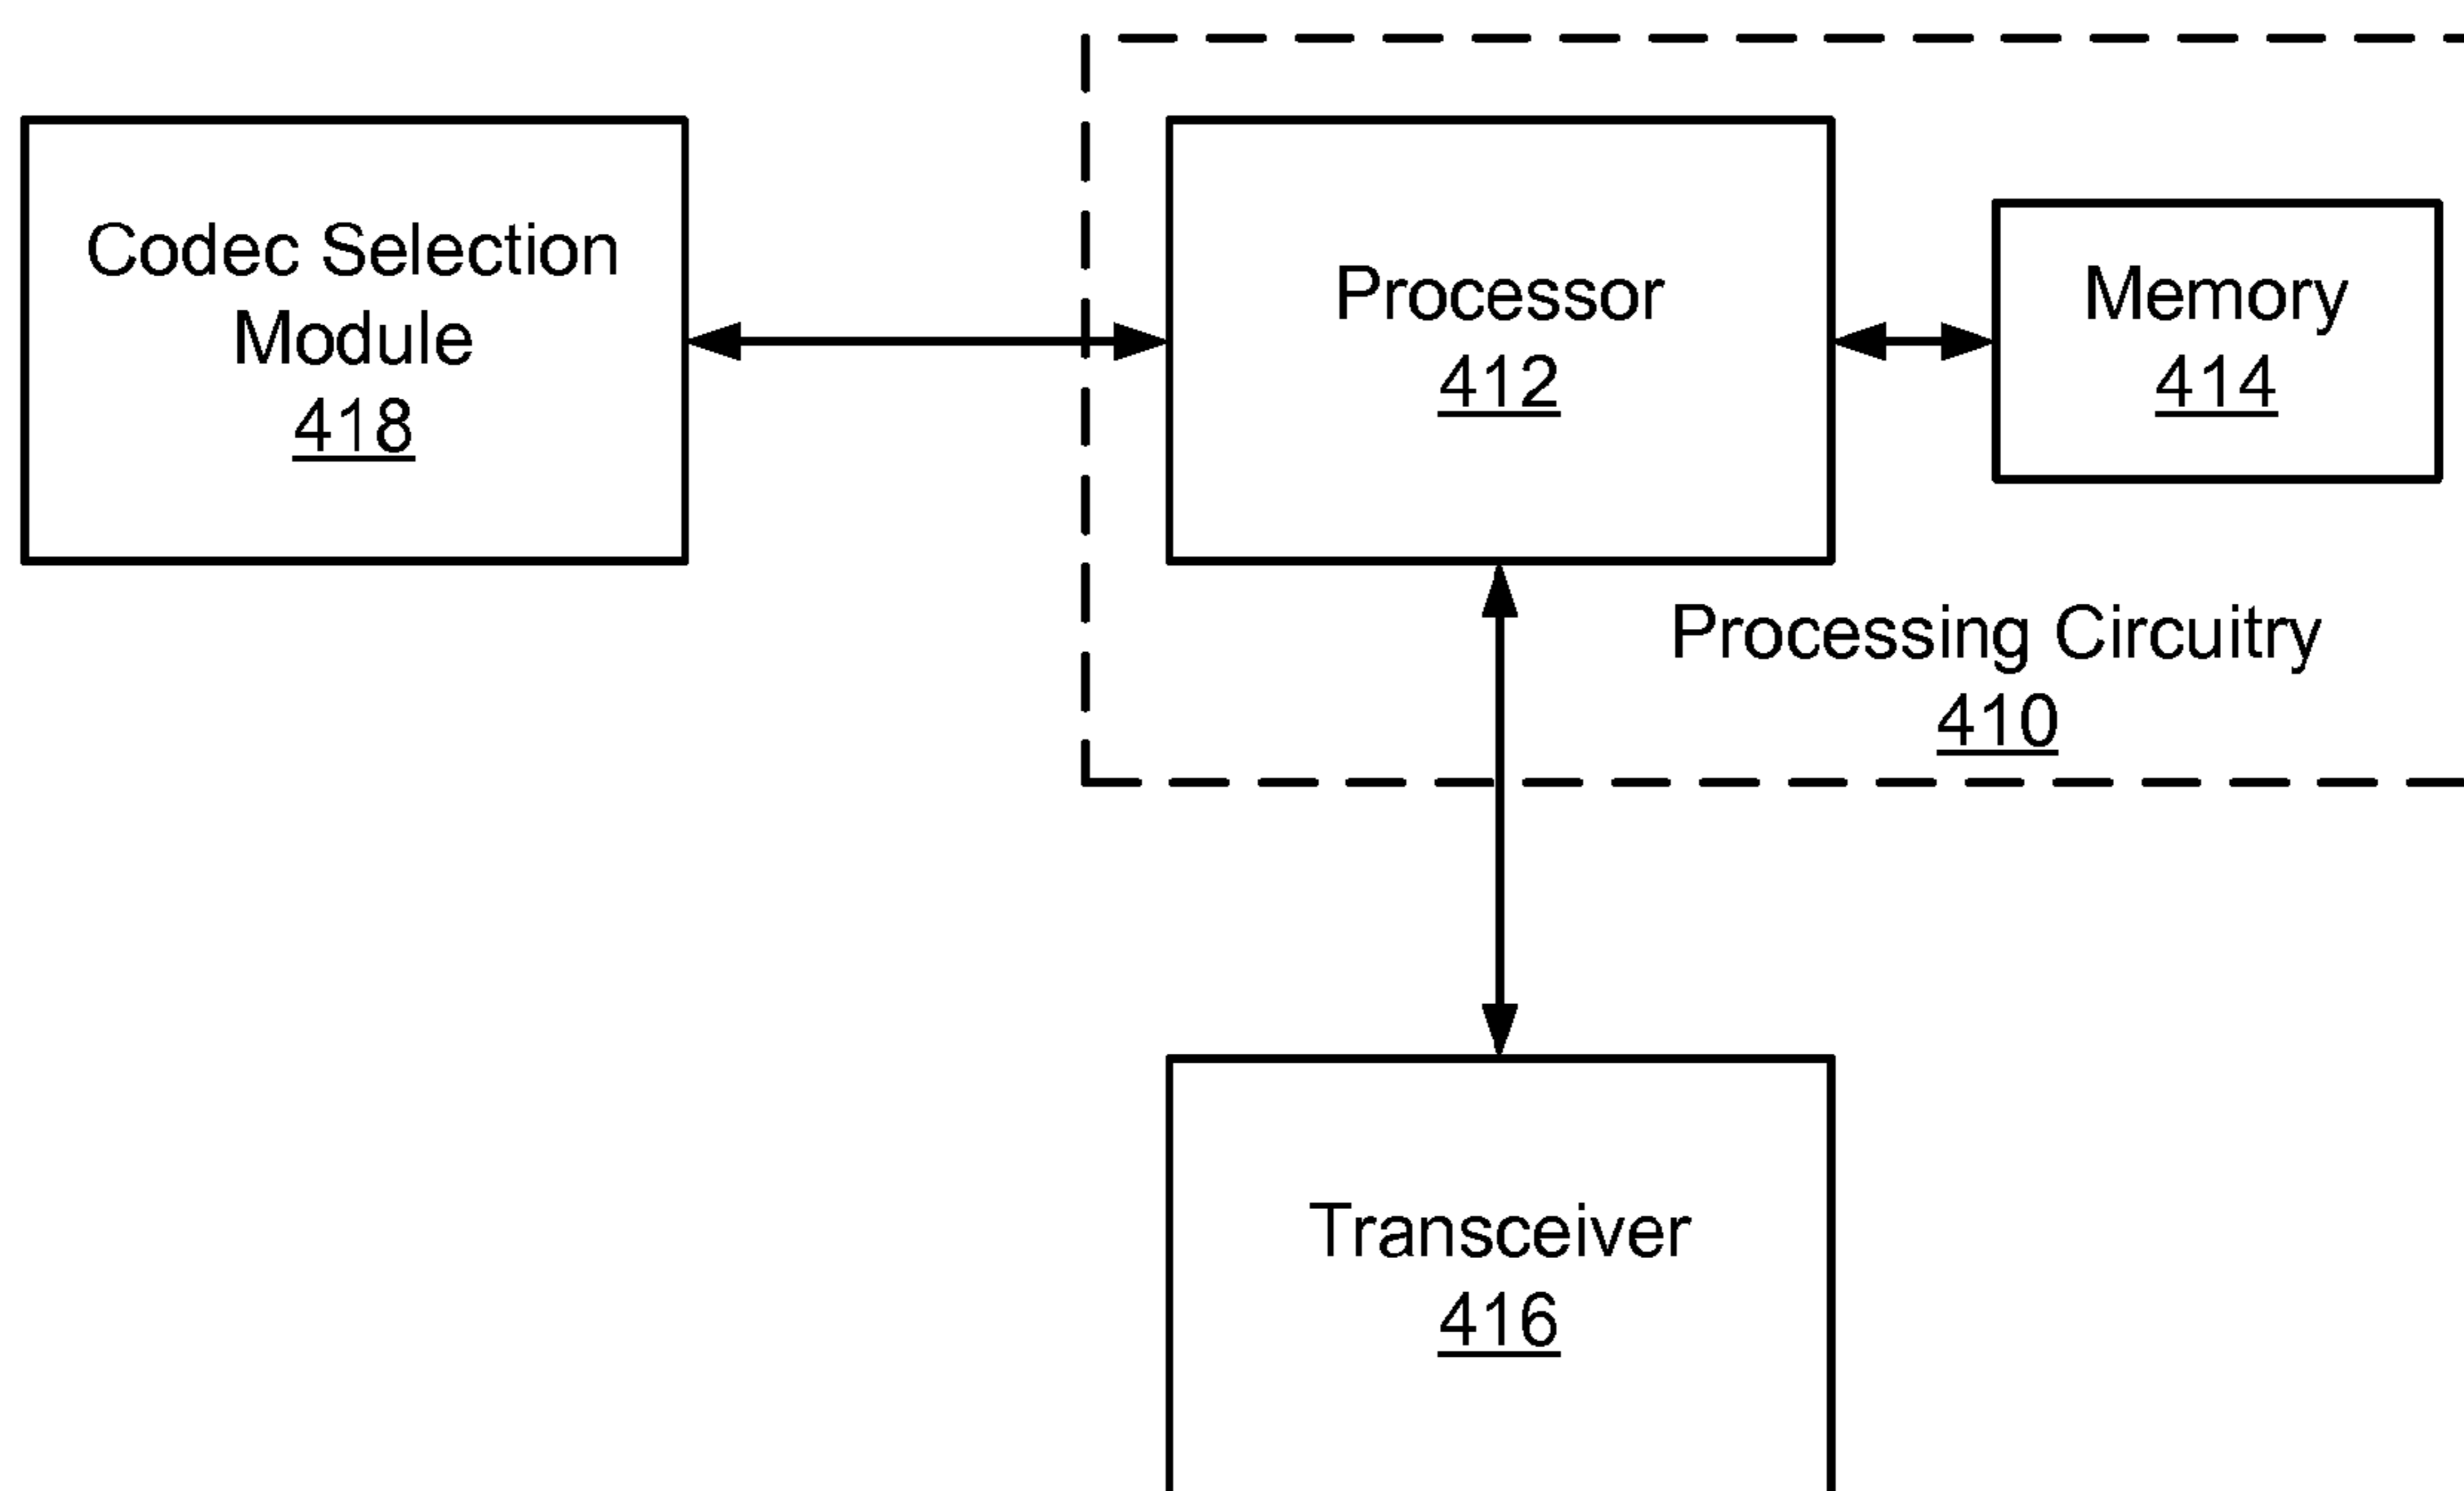 Codec Selection
Module
418
Processor
412
Memory
414
Processing Circuitry
410
Transceiver
416